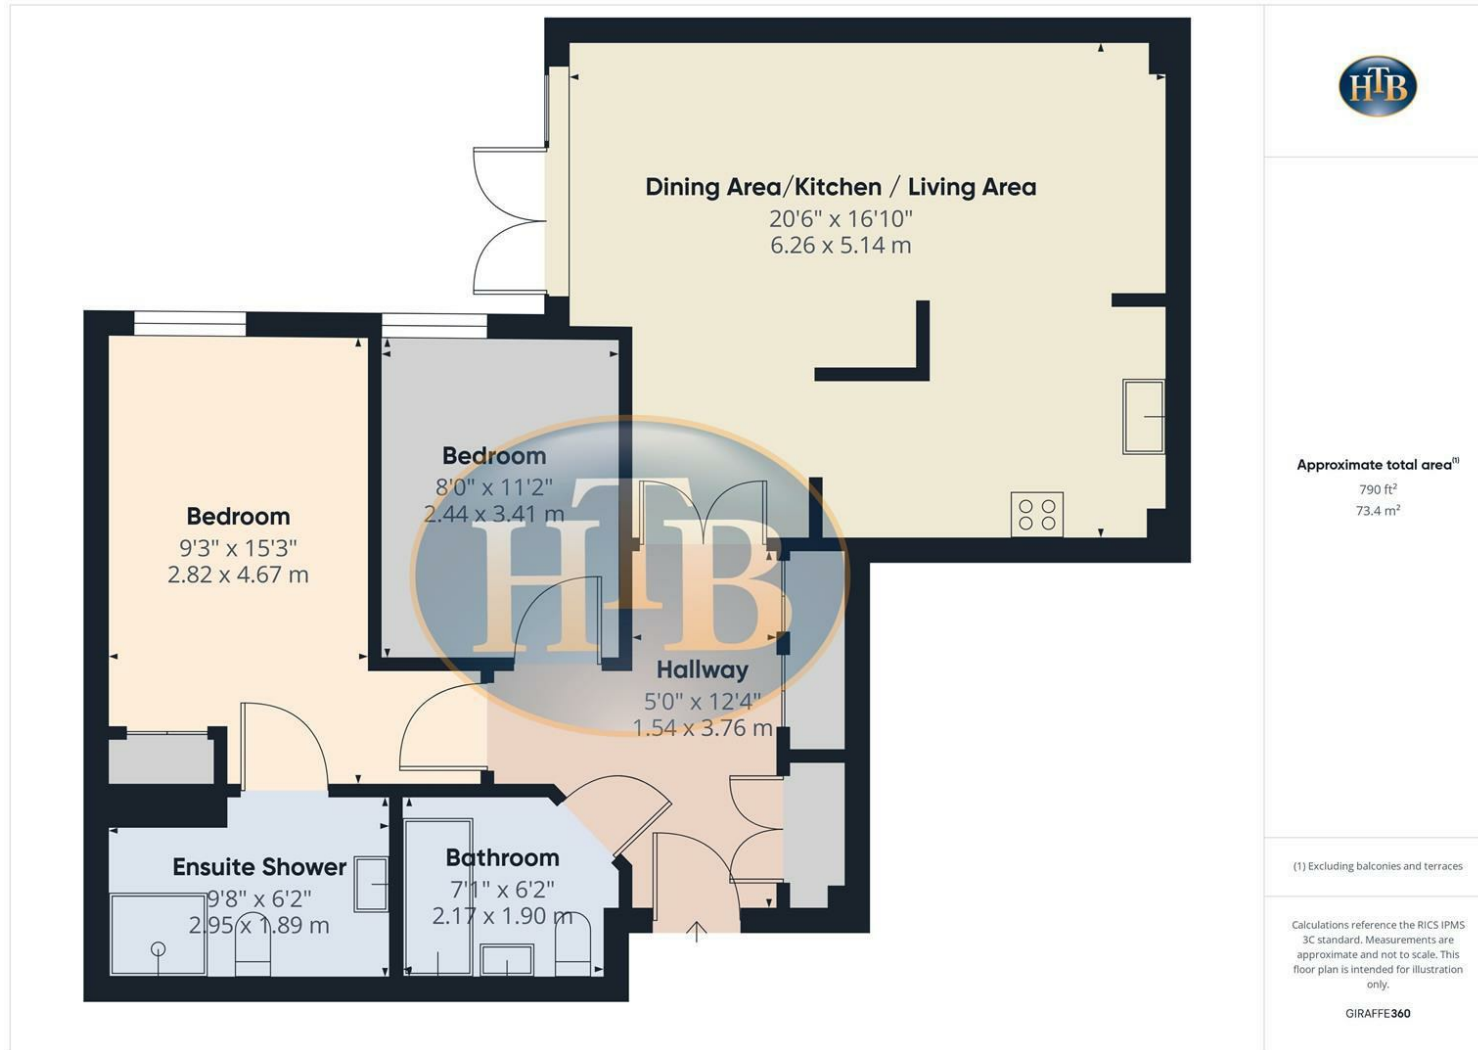 HTB
Dining Area/Kitchen / Living Area
20'6" x 16'10"
6.26 x 5.14 m
Bedroom
8'0" x 11'2"
2.44 x 3.41 m
Bedroom
9'3" x 15'3"
2.82 x 4.67 m
HTB
Hallway
5'0" x 12'4"
1.54 x 3.76 m
Ensuite Shower
9'8" x 6'2"
2.95 x 1.89 m
Bathroom
7'1" x 6'2"
2.17 x 1.90 m
Approximate total area(1)
790 ft²
73.4 m²
(1) Excluding balconies and terraces
Calculations reference the RICS IPMS
3C standard. Measurements are
approximate and not to scale. This
floor plan is intended for illustration
only.
GIRAFFE360